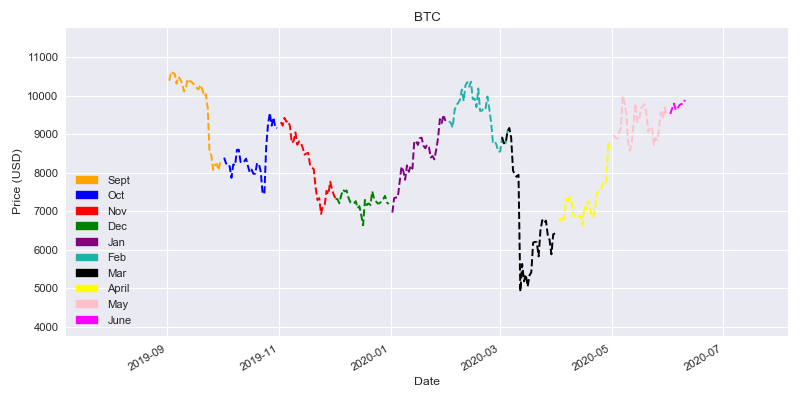 BTC
Price (USD)
11000
10000
9000
8000
7000
6000
5000
4000
Sept
Oct
Nov
Dec
Jan
Feb
Mar
April
May
June
2019-09
2019-11
2020-01
2020-03
2020-05
2020-07
Date